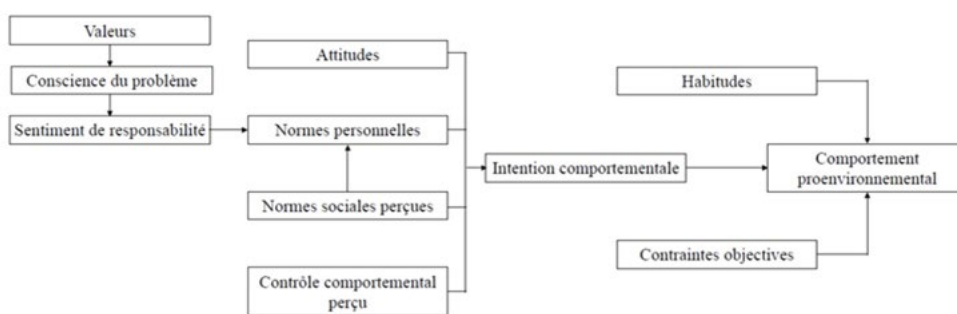 Valeurs
Conscience du problème
Sentiment de responsabilité
Attitudes
Normes personnelles
Normes sociales perçues
Contrôle comportemental
perçu
Intention comportementale
Habitudes
Comportement
proenvironnemental
Contraintes objectives